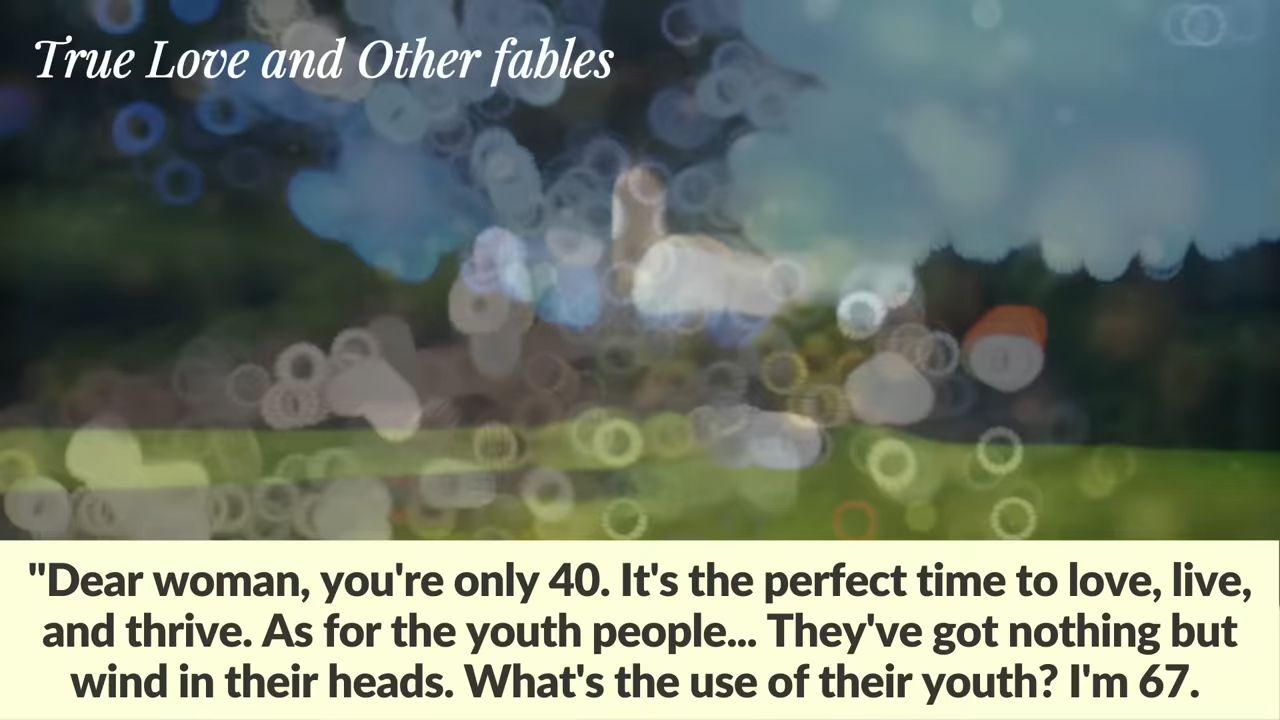 True Love and Other fables
"Dear woman, you're only 40. It's the perfect time to love, live,
and thrive. As for the youth people... They've got nothing but
wind in their heads. What's the use of their youth? I'm 67.